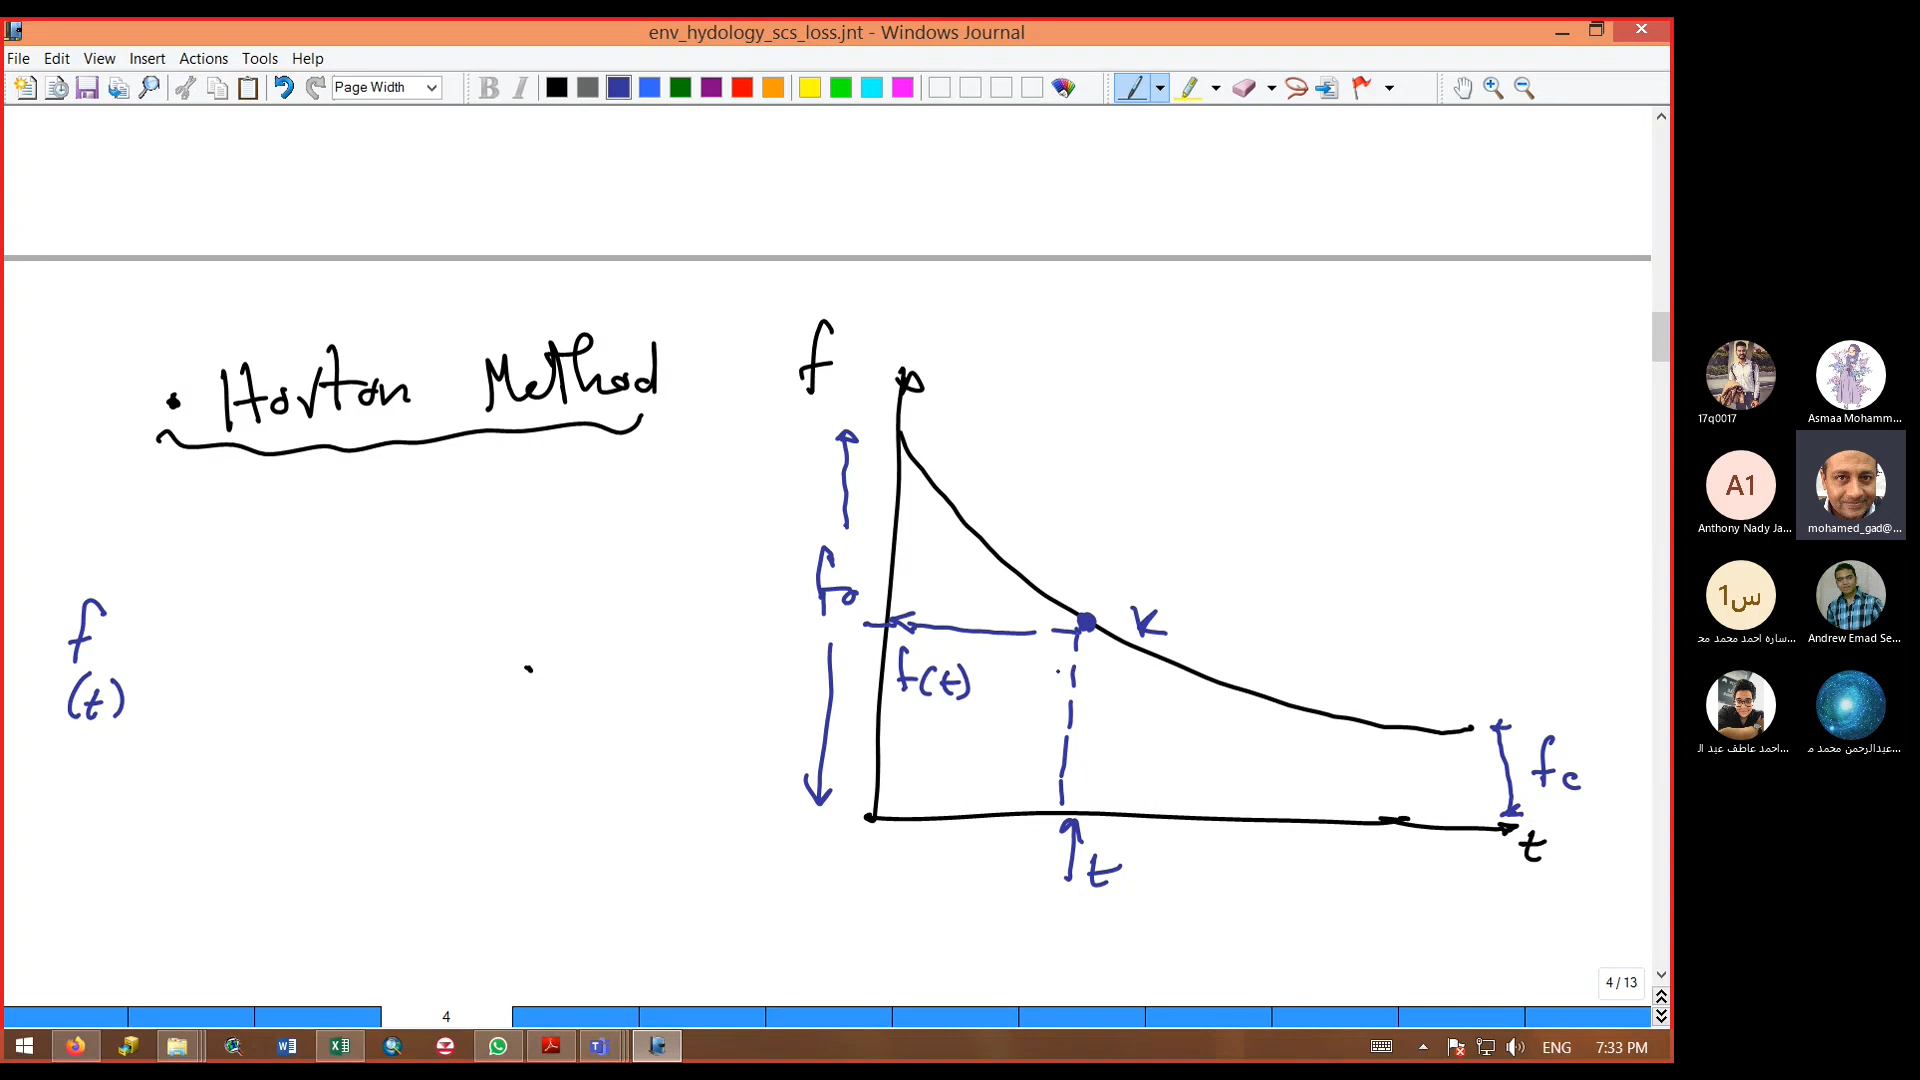 env_hydology_scs_loss.jnt - Windows Journal
File Edit View Insert Actions Tools Help
Page Width
B I
• Horton Method
f
f₀
K
f
(t)
f(t)
fc
t
t
4 / 13
4
ENG 7:33 PM
17q0017
Asmaa Mohamm...
A1
Anthony Nady Ja...
mohamed_gad@...
1س
ساره احمد محمد مح...
Andrew Emad Se...
احمد عاطف عبد ال...
عبدالرحمن محمد م...